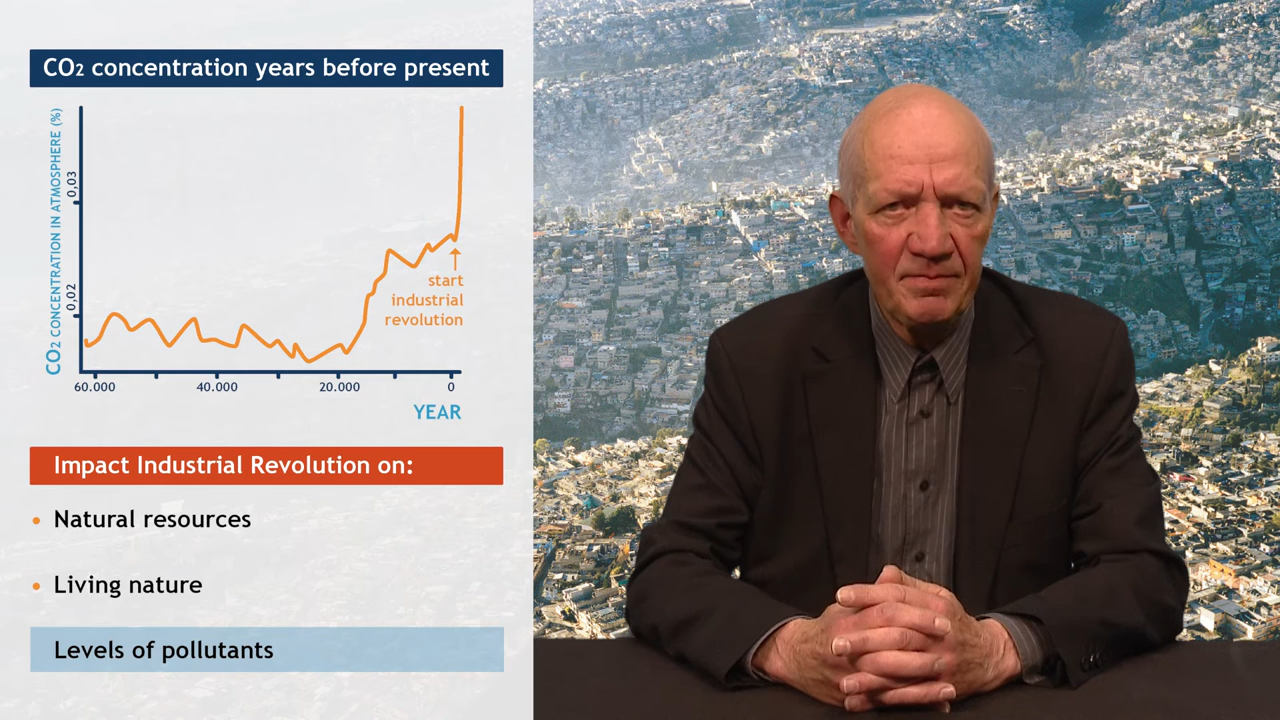 CO2 concentration years before present
CO2 CONCENTRATION IN ATMOSPHERE (%)
0,03
0,02
start
industrial
revolution
60.000 40.000 20.000 0
YEAR
Impact Industrial Revolution on:
• Natural resources
• Living nature
Levels of pollutants